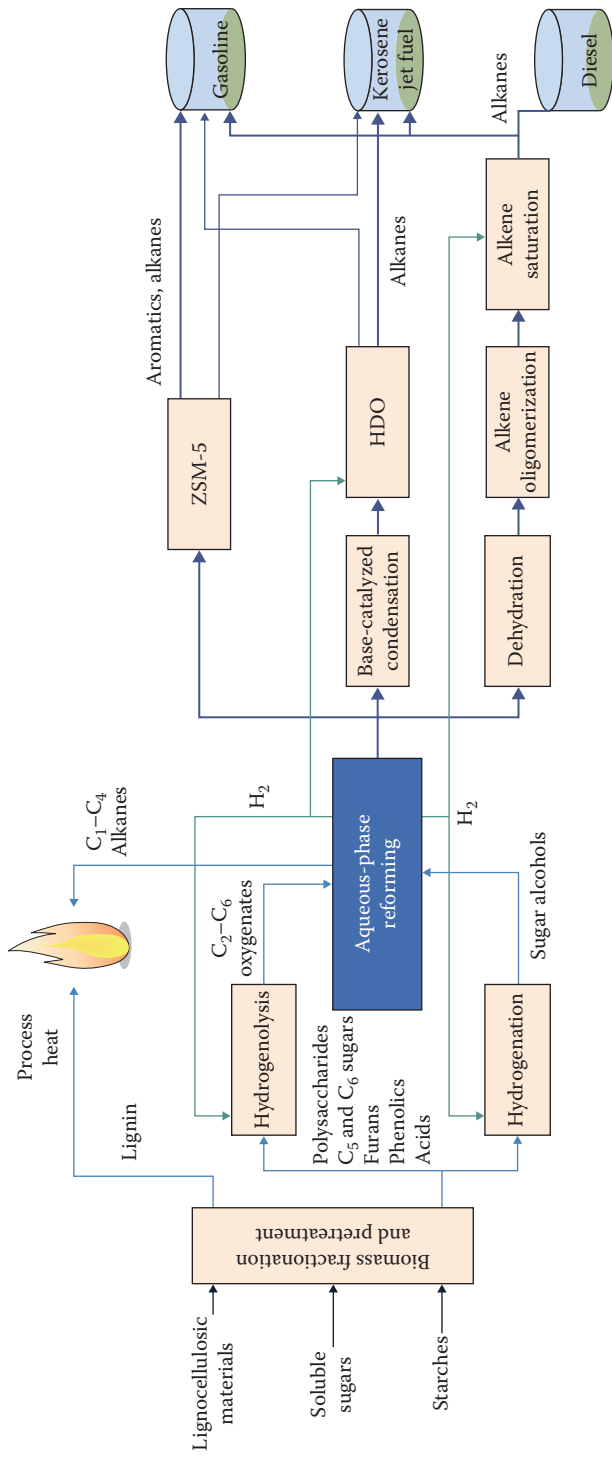 Lignocellulosic
materials
Soluble
sugars
Starches
Biomass fractionation
and pretreatment
Lignin
Process
heat
C₁–C₄
Alkanes
Hydrogenolysis
C₂–C₆
oxygenates
Polysaccharides
C₅ and C₆ sugars
Furans
Phenolics
Acids
Hydrogenation
Sugar alcohols
Aqueous-phase
reforming
H₂
H₂
ZSM-5
Aromatics, alkanes
Base-catalyzed
condensation
HDO
Alkanes
Dehydration
Alkene
oligomerization
Alkene
saturation
Alkanes
Gasoline
Kerosene
jet fuel
Diesel